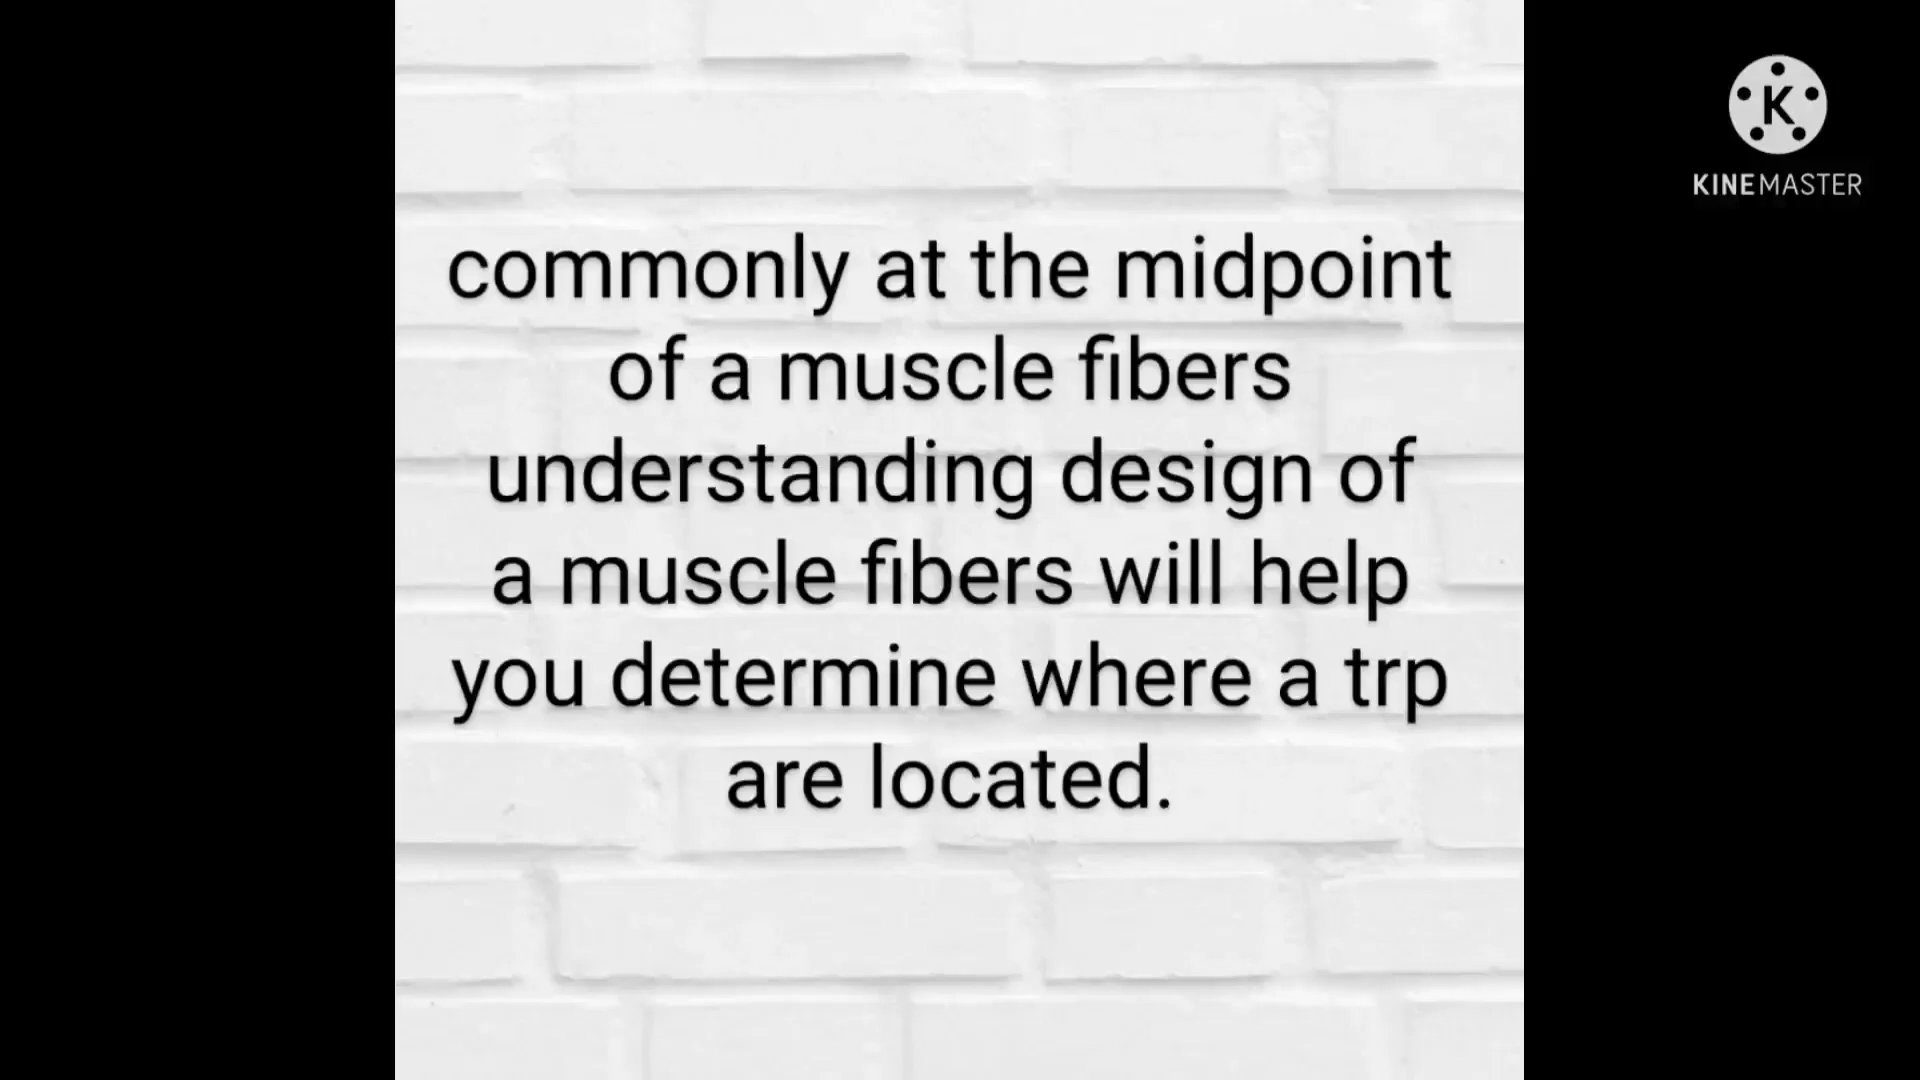 commonly at the midpoint
of a muscle fibers
understanding design of
a muscle fibers will help
you determine where a trp
are located.
K
KINEMASTER